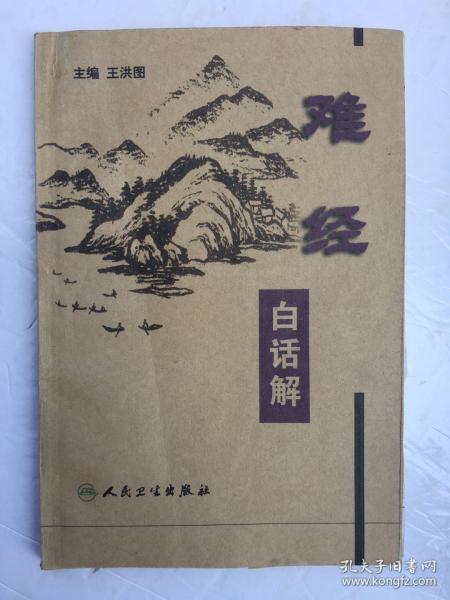 主编 王洪图
难经
白话解
人民卫生出版社
孔夫子旧书网
www.kongfz.com